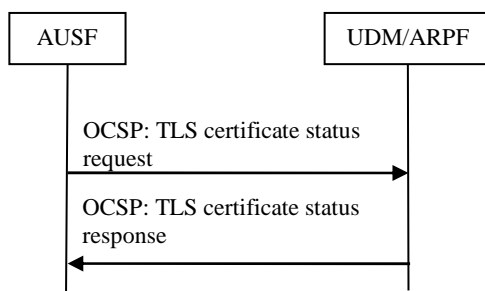 AUSF
UDM/ARPF
OCSP: TLS certificate status
request
OCSP: TLS certificate status
response